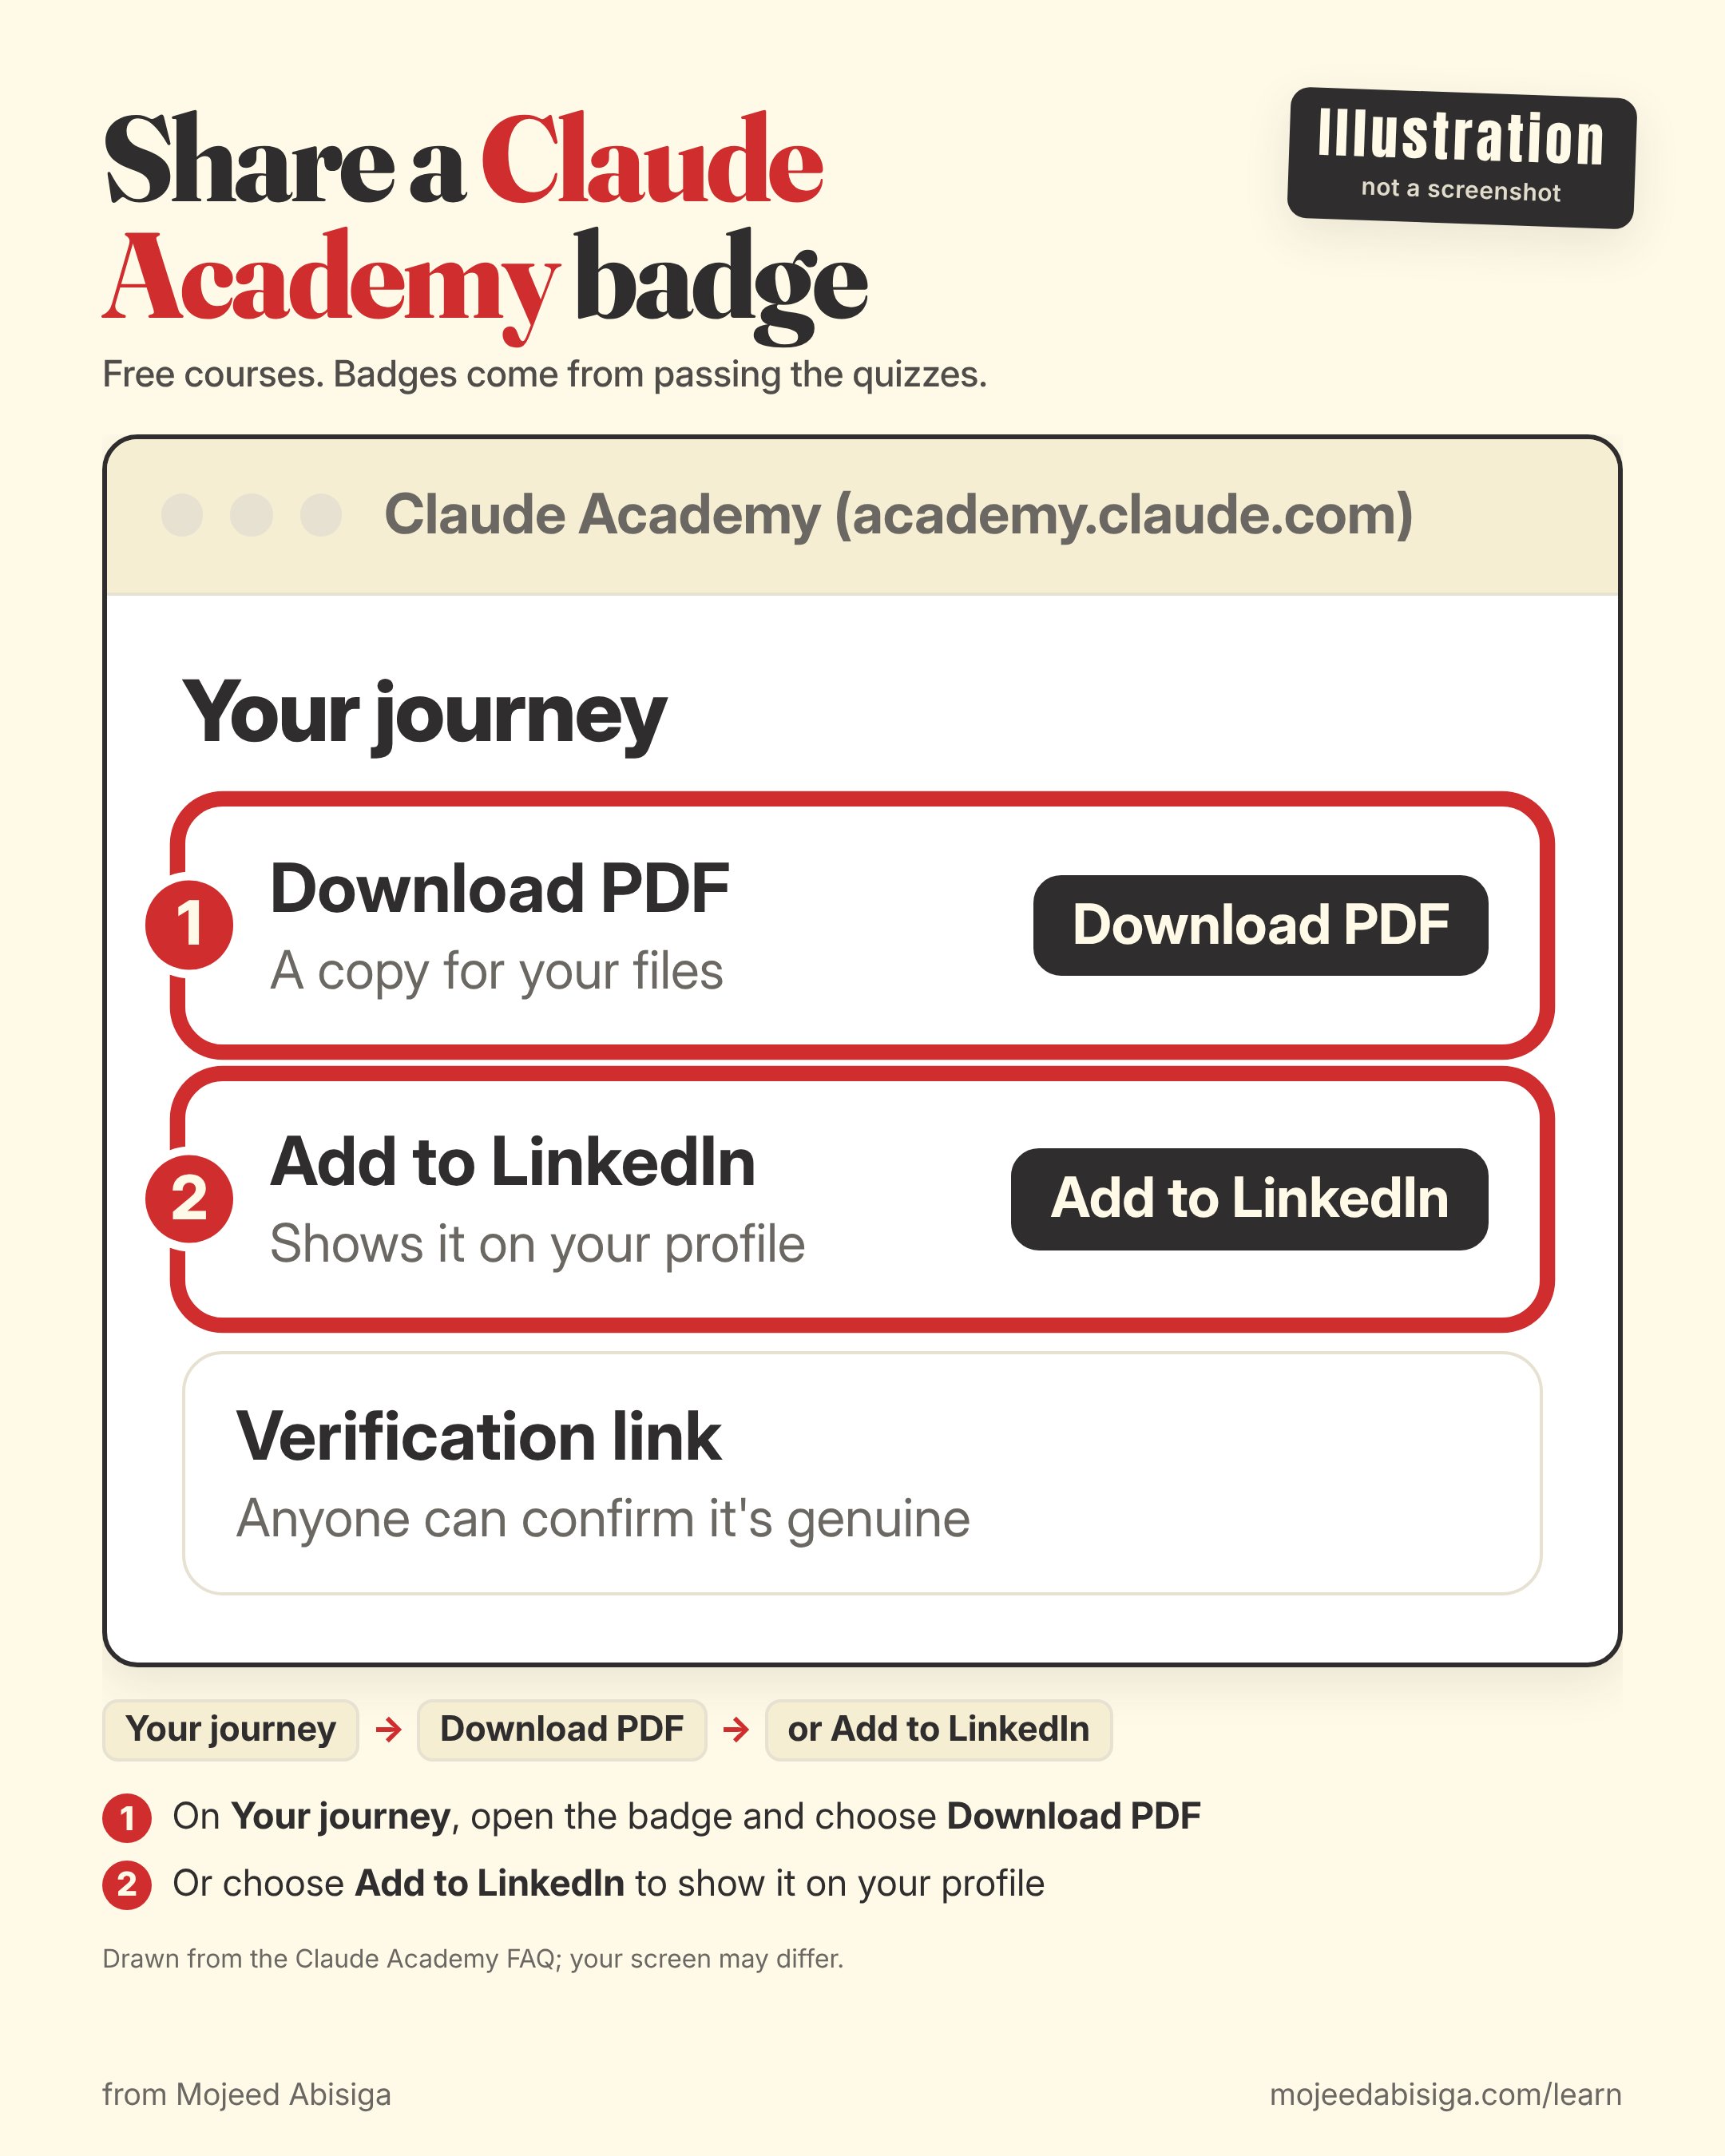 Share a Claude
Academy badge
Illustration
not a screenshot
Free courses. Badges come from passing the quizzes.
Claude Academy (academy.claude.com)
Your journey
1
Download PDF
A copy for your files
Download PDF
2
Add to LinkedIn
Shows it on your profile
Add to LinkedIn
Verification link
Anyone can confirm it's genuine
Your journey → Download PDF → or Add to LinkedIn
1 On Your journey, open the badge and choose Download PDF
2 Or choose Add to LinkedIn to show it on your profile
Drawn from the Claude Academy FAQ; your screen may differ.
from Mojeed Abisiga
mojeedabisiga.com/learn